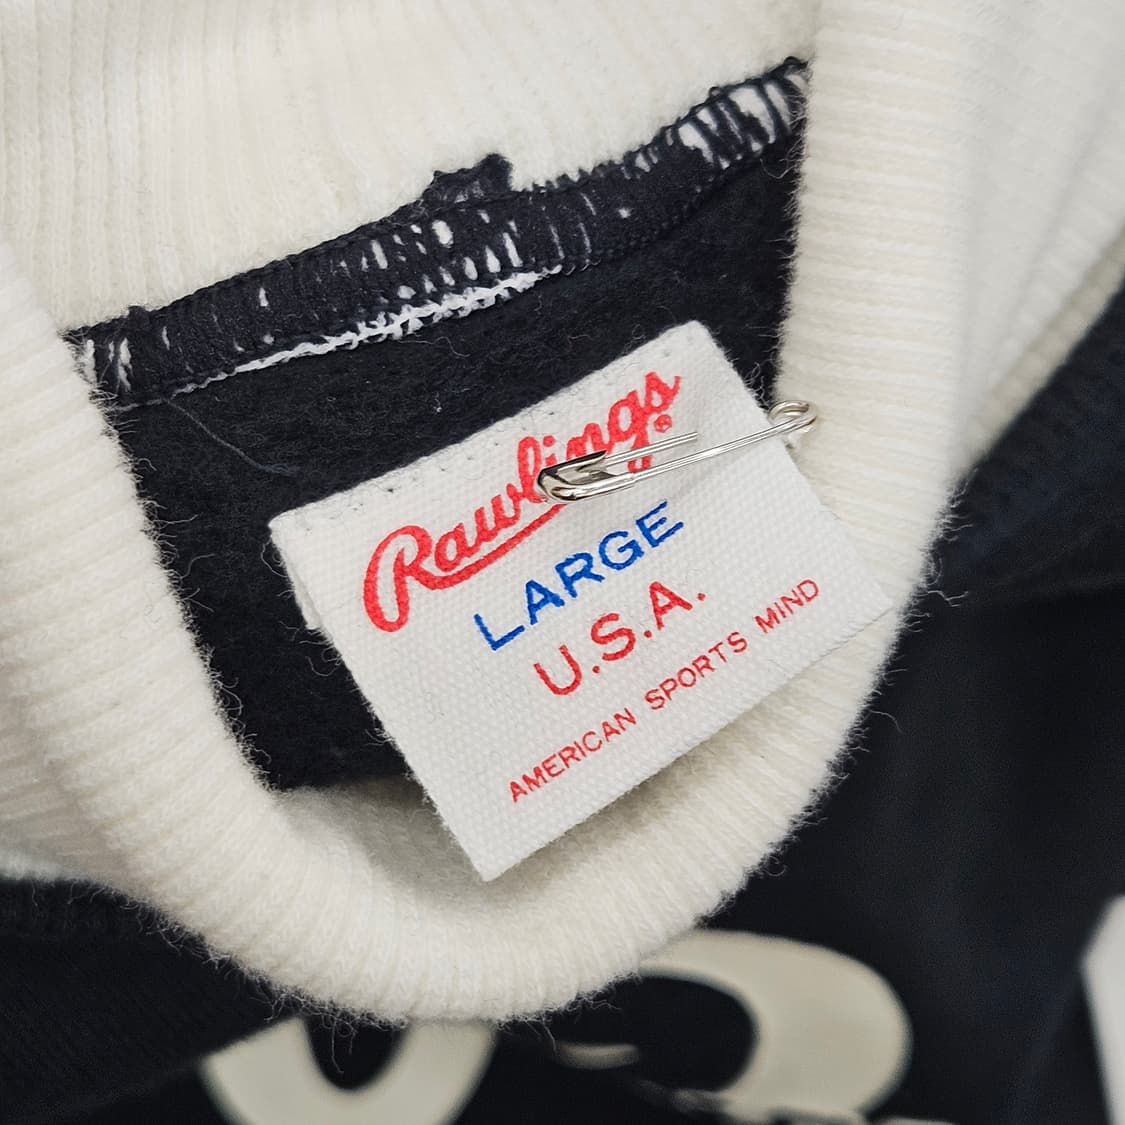 Rawlings®
LARGE
U.S.A.
AMERICAN SPORTS MIND